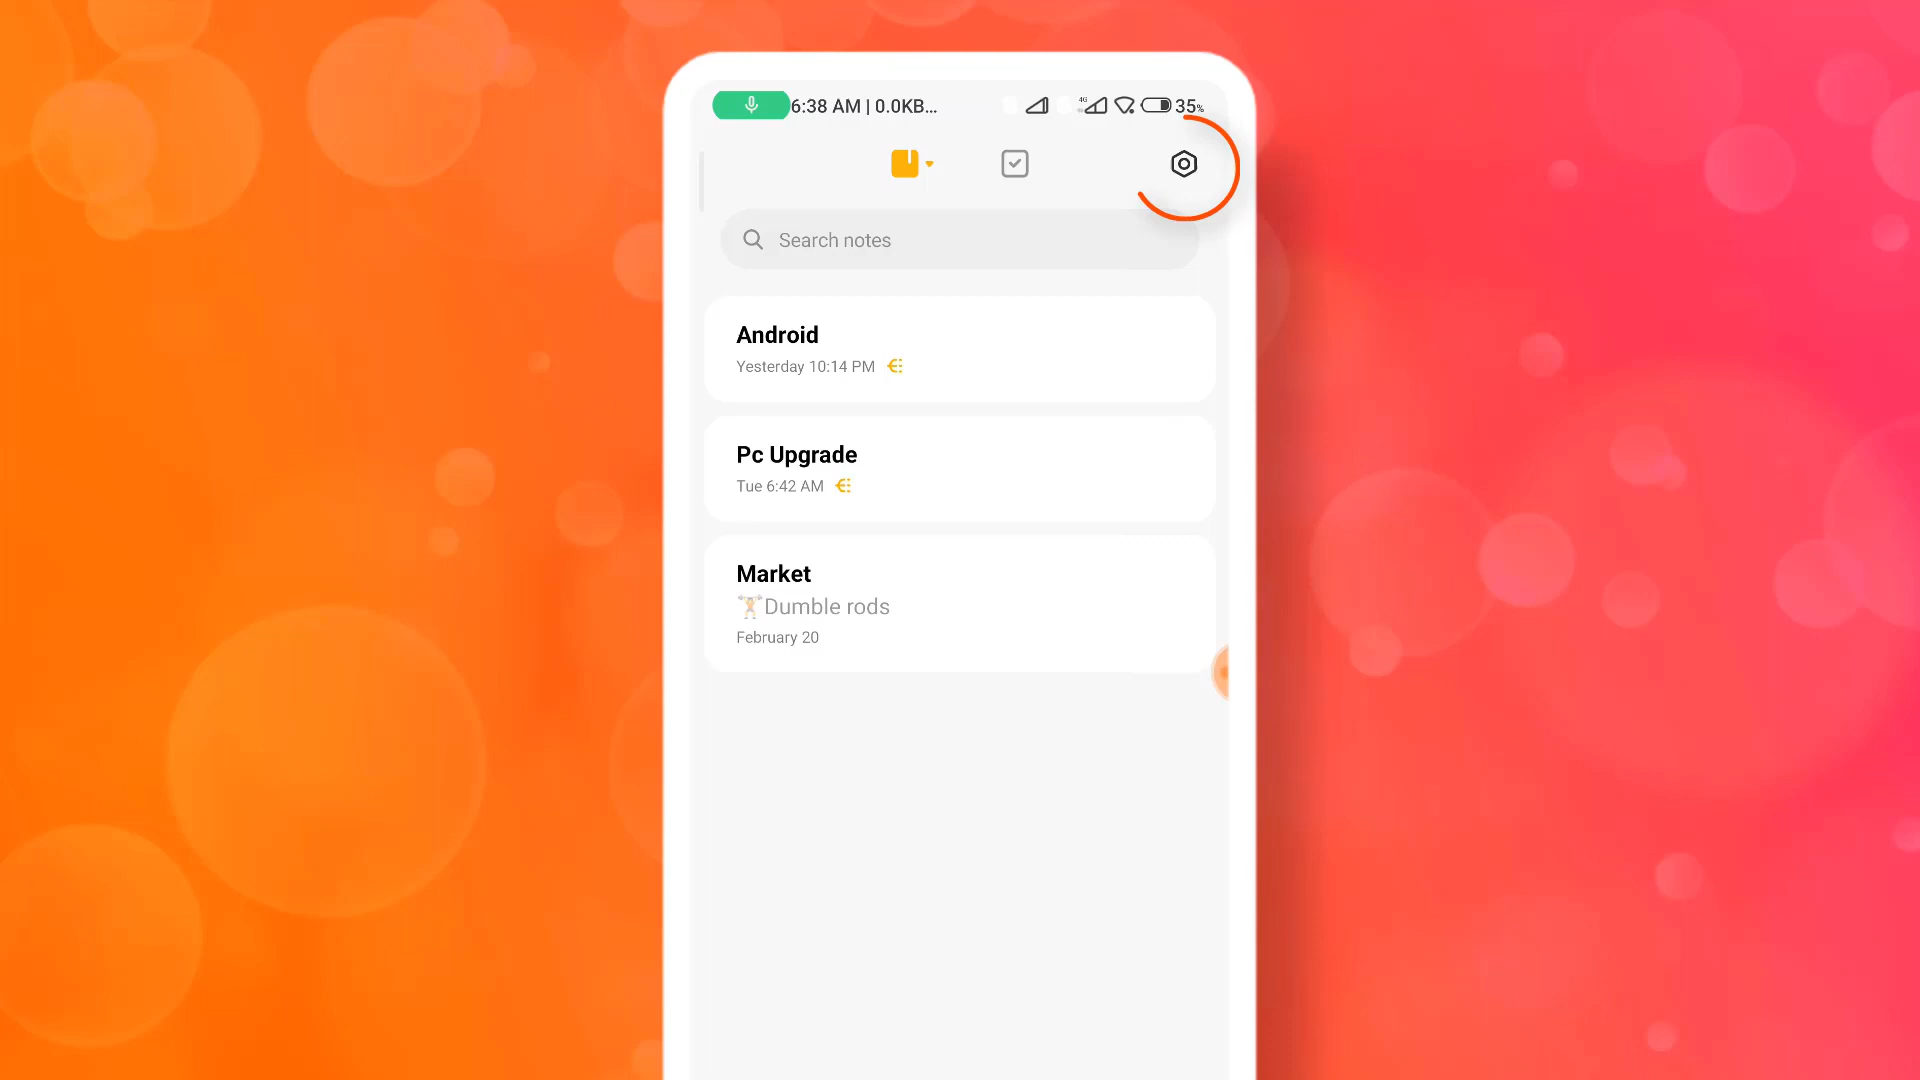 6:38 AM | 0.0KB... 4G 35%
Search notes
Android
Yesterday 10:14 PM
Pc Upgrade
Tue 6:42 AM
Market
🏋Dumble rods
February 20